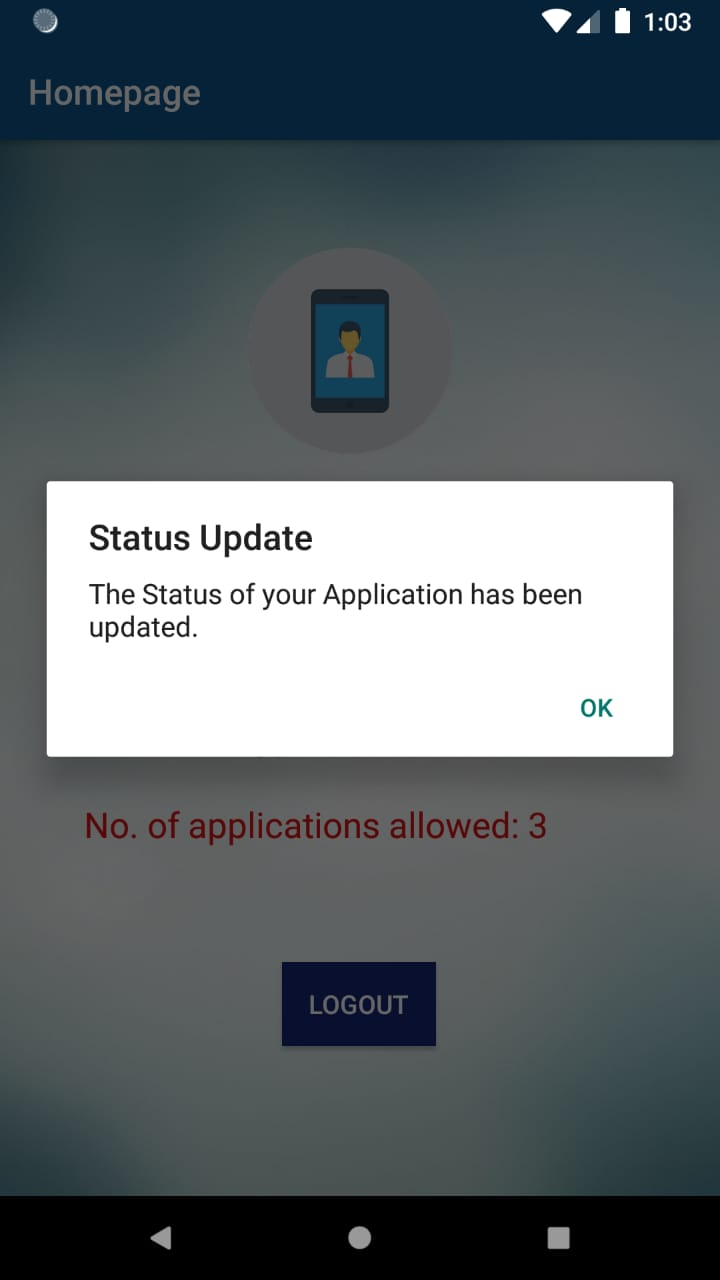 1:03
Homepage
Status Update
The Status of your Application has been
updated.
OK
No. of applications allowed: 3
LOGOUT